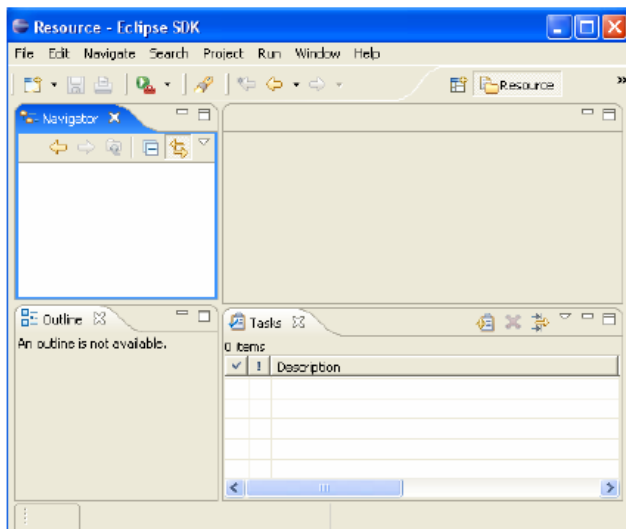 Resource - Eclipse SDK
File Edit Navigate Search Project Run Window Help
Resource
Navigator
Outline
An outline is not available.
Tasks
0 items
! Description